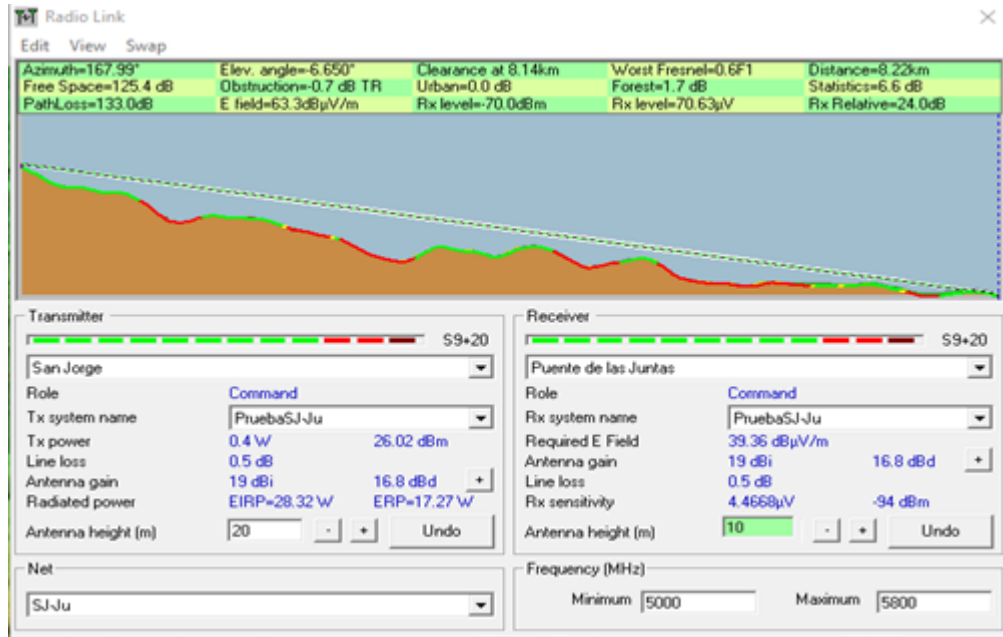 Radio Link
Edit View Swap
Azimuth=167.99° Elev. angle=-6.650° Clearance at 8.14km Worst Fresnel=0.6F1 Distance=8.22km
Free Space=125.4 dB Obstruction=-0.7 dB TR Urban=0.0 dB Forest=1.7 dB Statistics=6.6 dB
PathLoss=133.0dB E field=63.3dBµV/m Rx level=-70.0dBm Rx level=70.63µV Rx Relative=24.0dB
Transmitter
S9+20
San Jorge
Role Command
Tx system name PruebaSJ-Ju
Tx power 0.4 W 26.02 dBm
Line loss 0.5 dB
Antenna gain 19 dBi 16.8 dBd +
Radiated power EIRP=28.32 W ERP=17.27 W
Antenna height (m) 20 - + Undo
Net
SJ-Ju
Receiver
S9+20
Puente de las Juntas
Role Command
Rx system name PruebaSJ-Ju
Required E Field 39.36 dBµV/m
Antenna gain 19 dBi 16.8 dBd +
Line loss 0.5 dB
Rx sensitivity 4.4668µV -94 dBm
Antenna height (m) 10 - + Undo
Frequency (MHz)
Minimum 5000 Maximum 5800